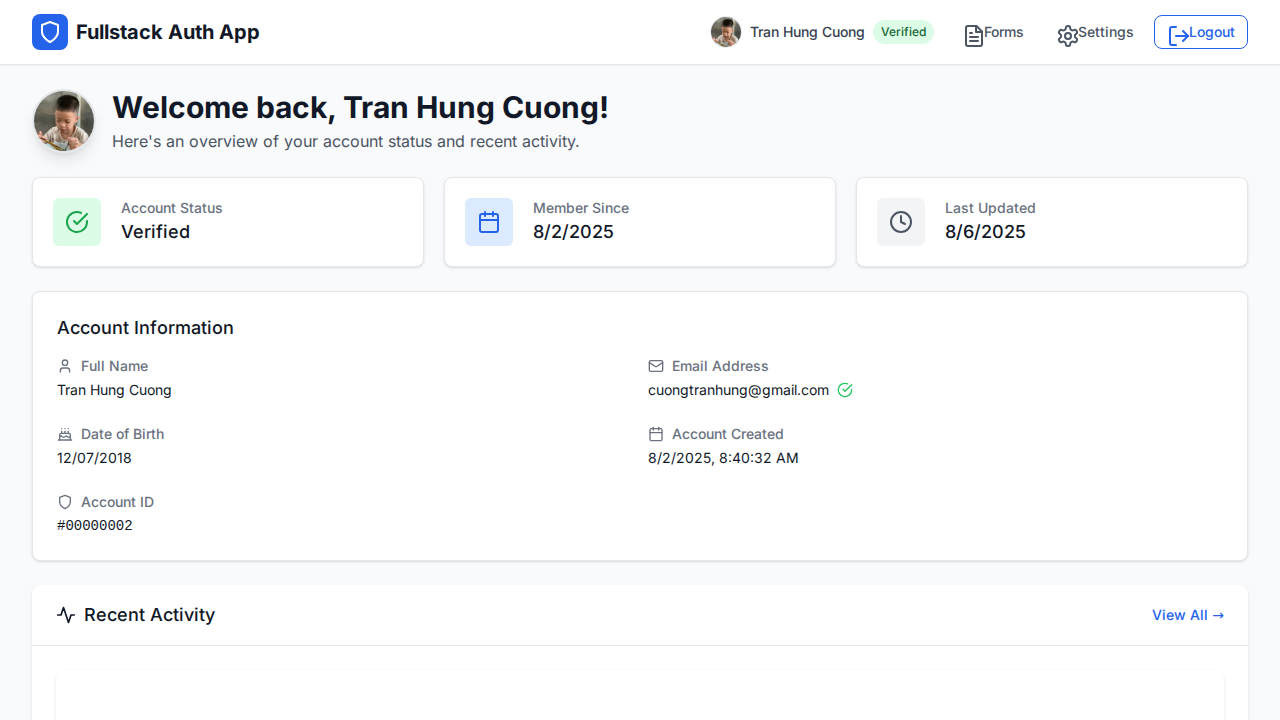 Fullstack Auth App
Tran Hung Cuong Verified Forms Settings Logout
Welcome back, Tran Hung Cuong!
Here's an overview of your account status and recent activity.
Account Status
Verified
Member Since
8/2/2025
Last Updated
8/6/2025
Account Information
Full Name
Tran Hung Cuong
Email Address
cuongtranhung@gmail.com
Date of Birth
12/07/2018
Account Created
8/2/2025, 8:40:32 AM
Account ID
#00000002
Recent Activity
View All →